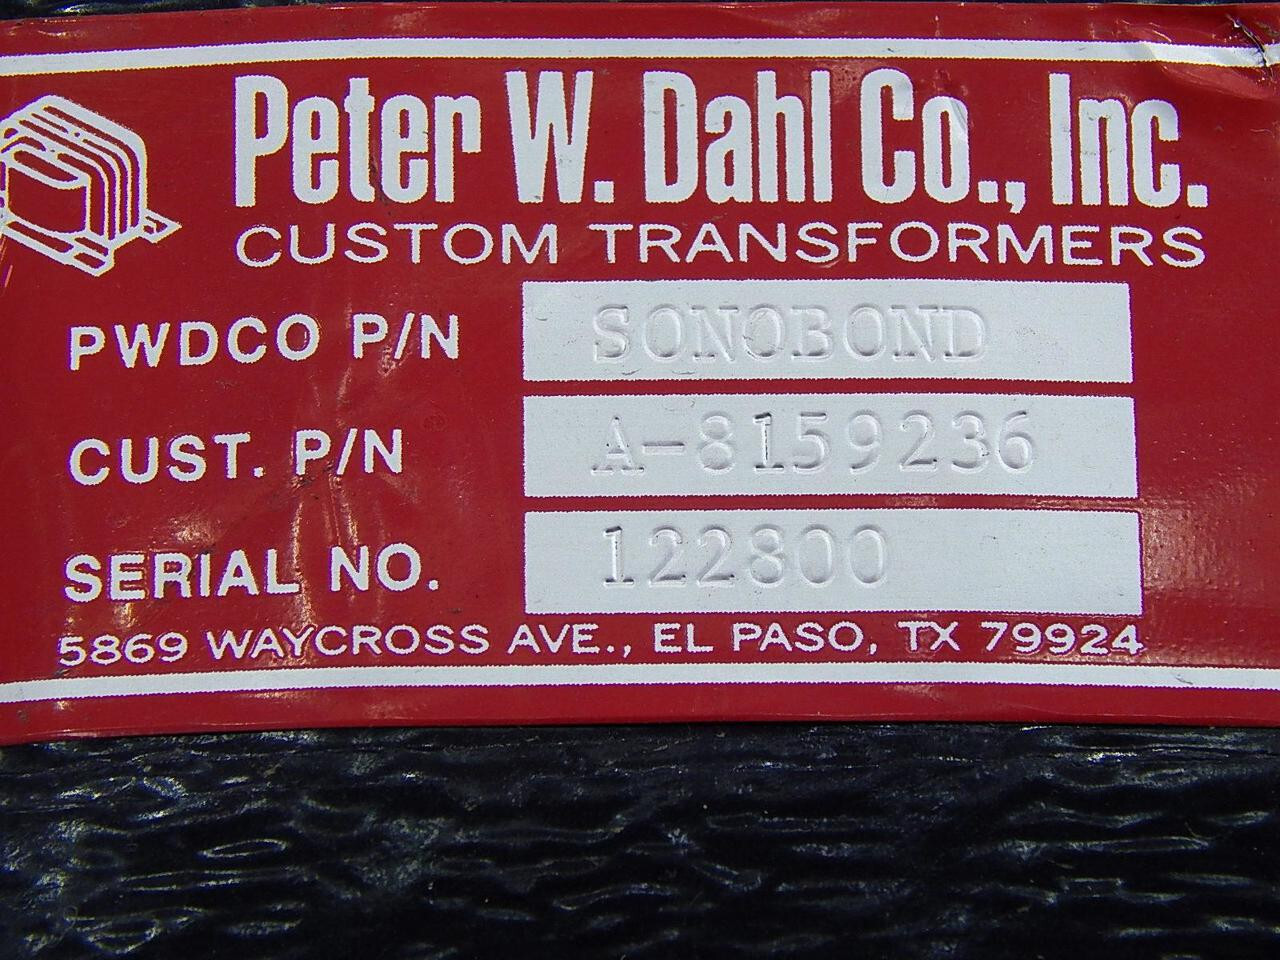 Peter W. Dahl Co., Inc.
CUSTOM TRANSFORMERS
PWDCO P/N SONOBOND
CUST. P/N A-8159236
SERIAL NO. 122800
5869 WAYCROSS AVE., EL PASO, TX 79924